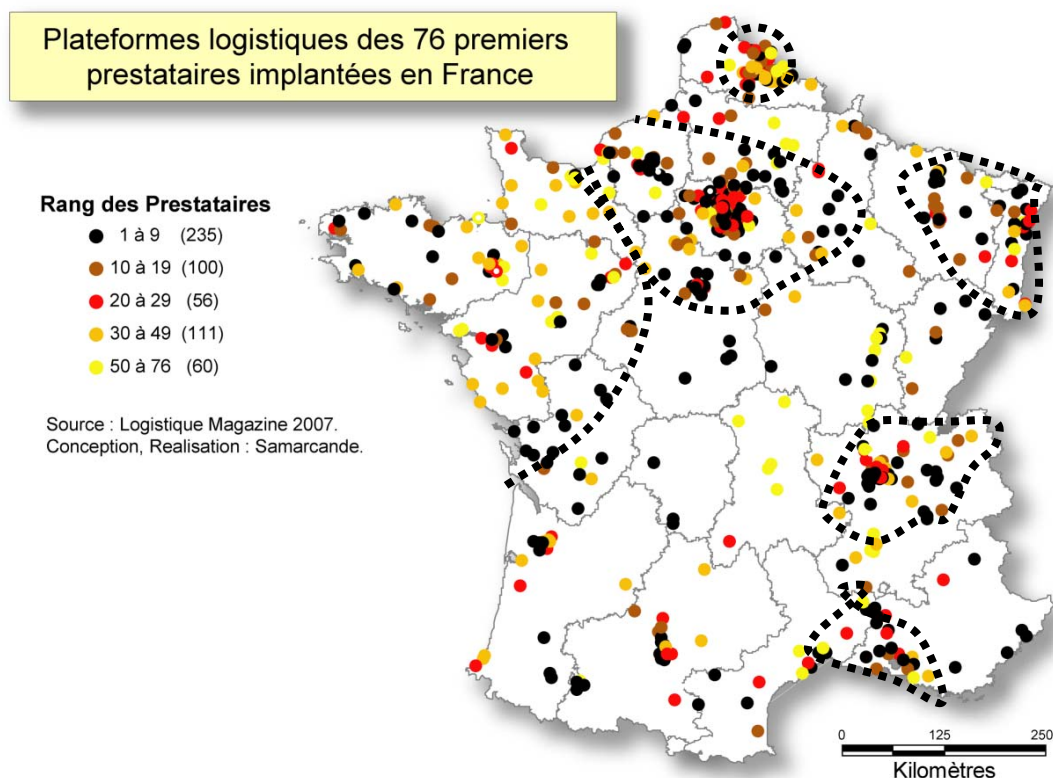 Plateformes logistiques des 76 premiers
prestataires implantées en France
Rang des Prestataires
1 à 9 (235)
10 à 19 (100)
20 à 29 (56)
30 à 49 (111)
50 à 76 (60)
Source : Logistique Magazine 2007.
Conception, Realisation : Samarcande.
0 125 250
Kilomètres